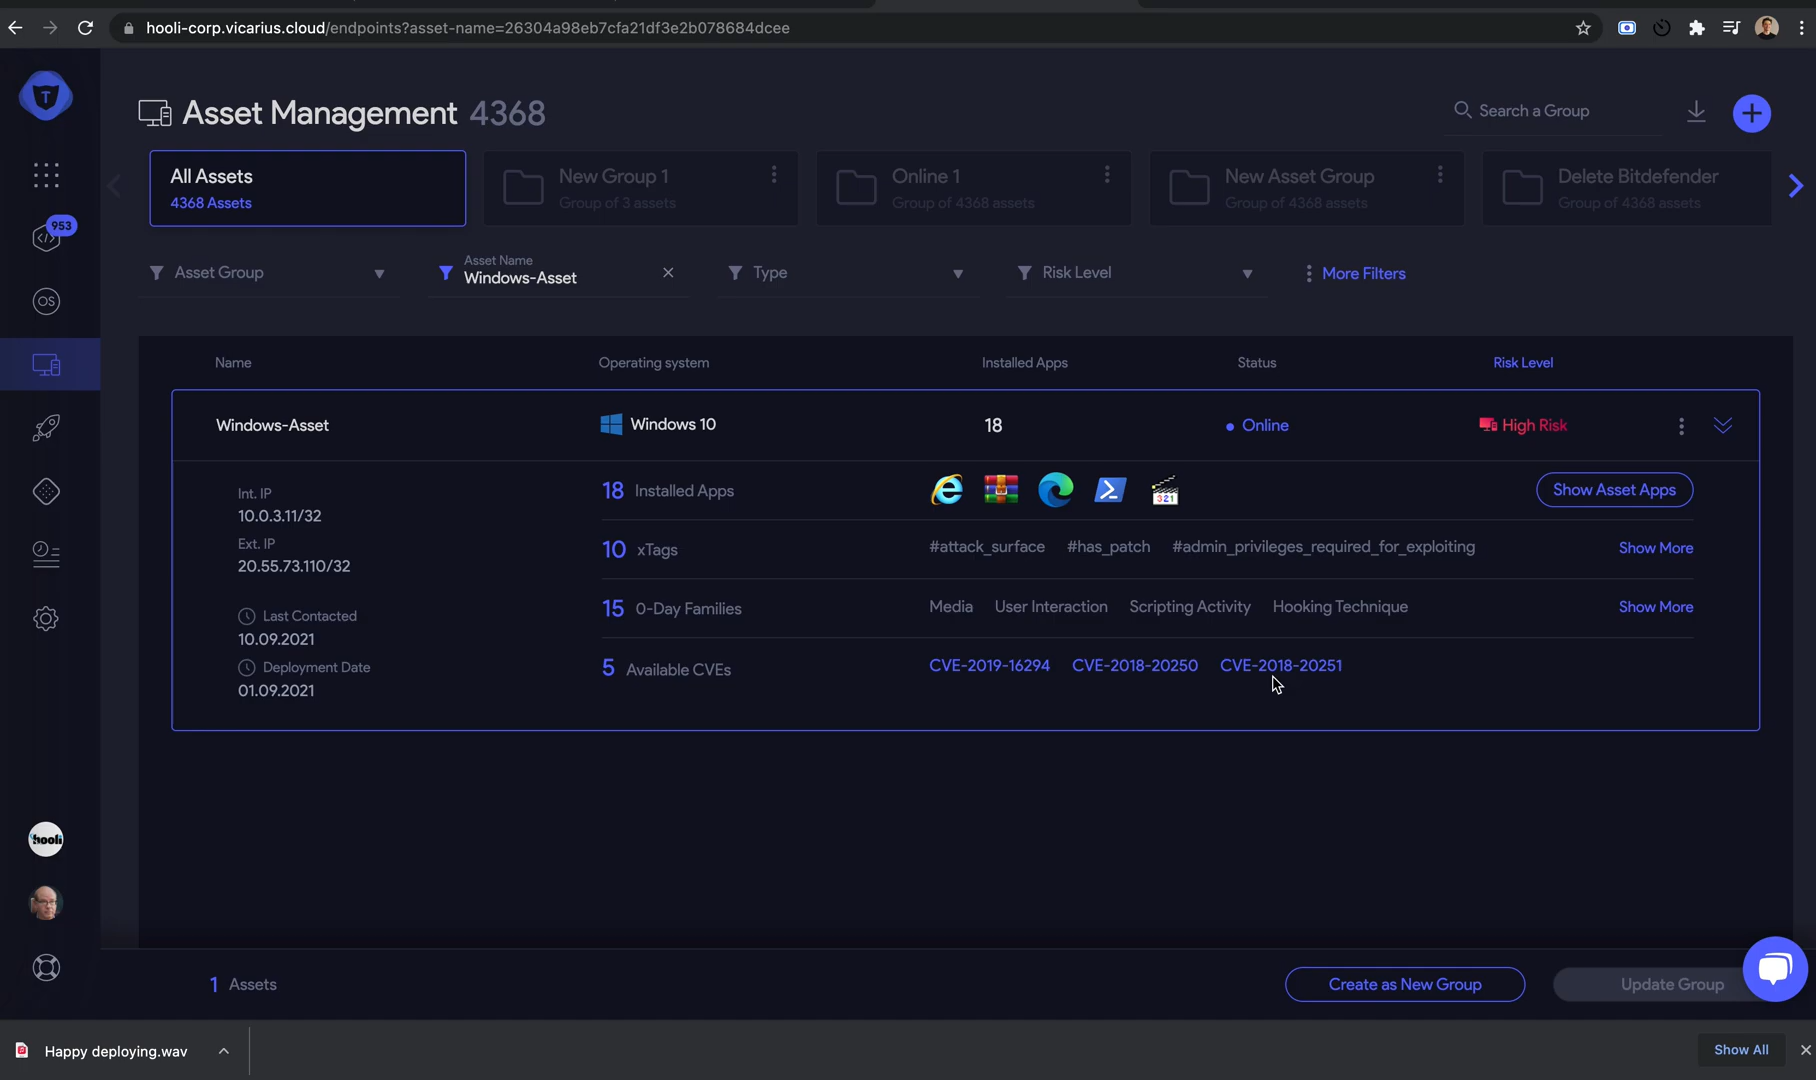 hooli-corp.vicarius.cloud/endpoints?asset-name=26304a98eb7cfa21df3e2b078684dcee
T
Asset Management 4368
Search a Group
All Assets
4368 Assets
New Group 1
Group of 3 assets
Online 1
Group of 4368 assets
New Asset Group
Group of 4368 assets
Delete Bitdefender
Group of 4368 assets
953
OS
Asset Group
Asset Name
Windows-Asset
Type
Risk Level
More Filters
Name Operating system Installed Apps Status Risk Level
Windows-Asset Windows 10 18 Online High Risk
Int. IP
10.0.3.11/32
Ext. IP
20.55.73.110/32
Last Contacted
10.09.2021
Deployment Date
01.09.2021
18 Installed Apps 321 Show Asset Apps
10 xTags #attack_surface #has_patch #admin_privileges_required_for_exploiting Show More
15 0-Day Families Media User Interaction Scripting Activity Hooking Technique Show More
5 Available CVEs CVE-2019-16294 CVE-2018-20250 CVE-2018-20251
hooli
1 Assets
Create as New Group
Update Group
Happy deploying.wav
Show All